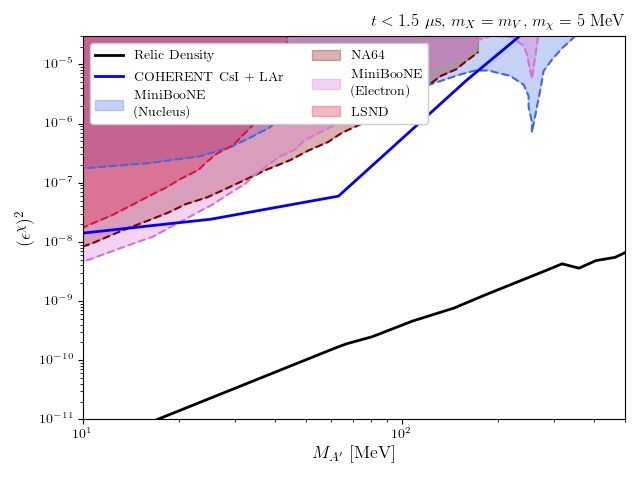 t < 1.5 μs, m_X = m_V, m_χ = 5 MeV
Relic Density
COHERENT CsI + LAr
MiniBooNE
(Nucleus)
NA64
MiniBooNE
(Electron)
LSND
(ϵ^χ)^2
10^−5
10^−6
10^−7
10^−8
10^−9
10^−10
10^−11
10^1
10^2
M_A′ [MeV]